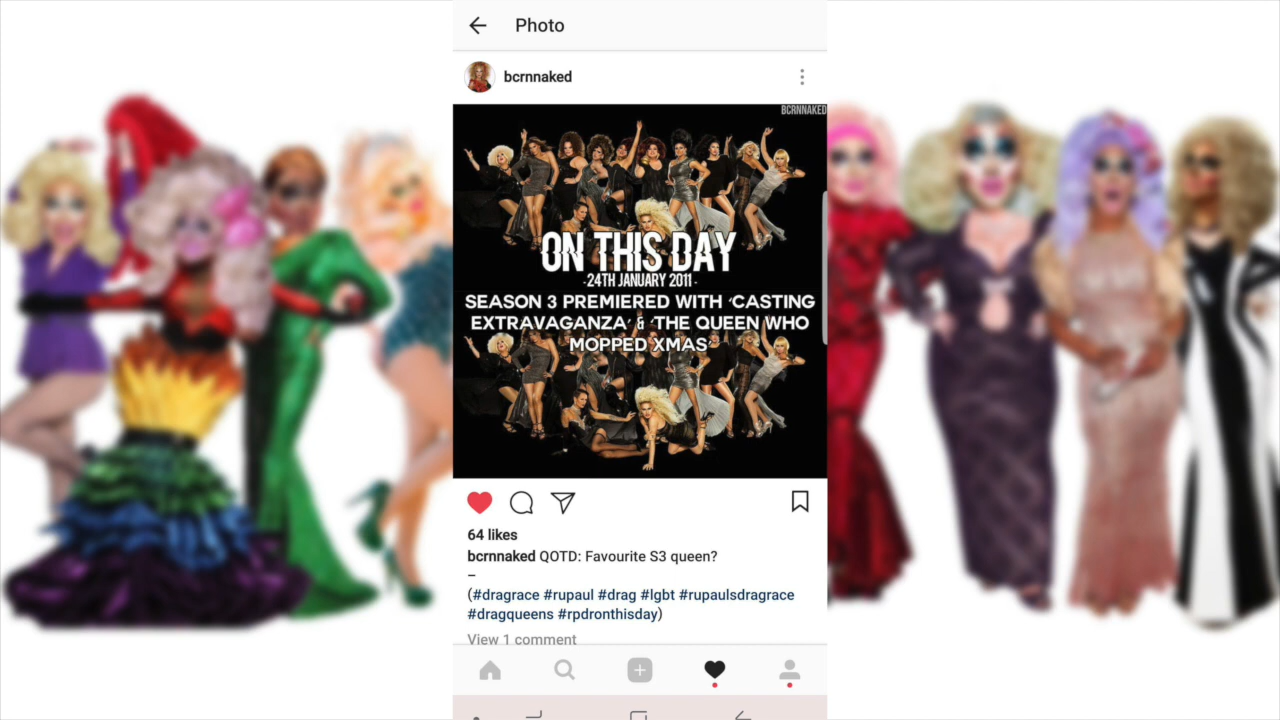 Photo
bcrnnaked
BCRNNAKED
ON THIS DAY
-24TH JANUARY 2011-
SEASON 3 PREMIERED WITH ‘CASTING
EXTRAVAGANZA’ & ‘THE QUEEN WHO
MOPPED XMAS’
64 likes
bcrnnaked QOTD: Favourite S3 queen?
–
(#dragrace #rupaul #drag #lgbt #rupaulsdragrace
#dragqueens #rpdronthisday)
View 1 comment